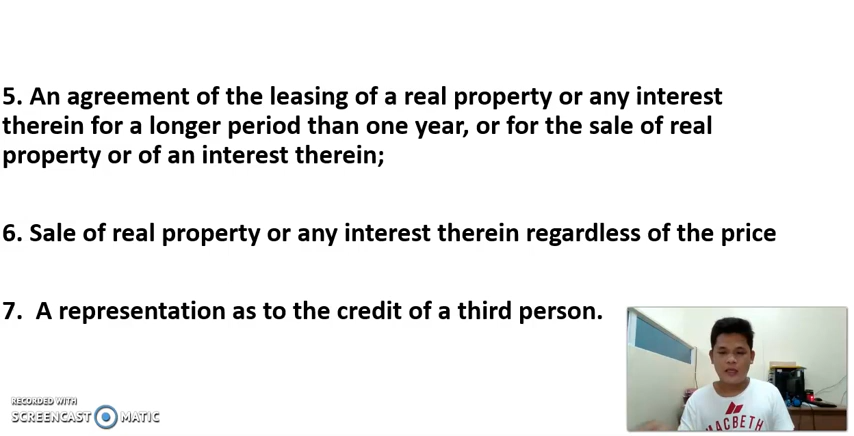 5. An agreement of the leasing of a real property or any interest
therein for a longer period than one year, or for the sale of real
property or of an interest therein;
6. Sale of real property or any interest therein regardless of the price
7. A representation as to the credit of a third person.
RECORDED WITH
SCREENCAST MATIC
MACBETH